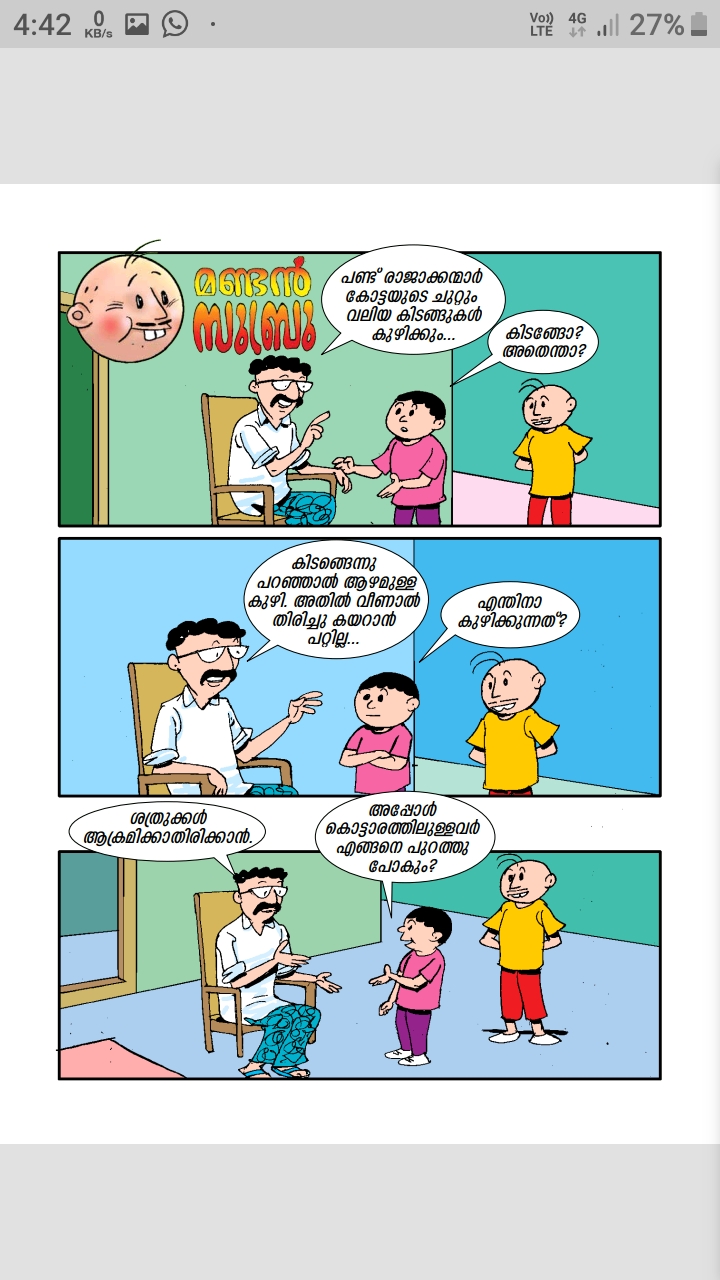 4:42
0
KB/s
Vo))
LTE
4G
27%
മണ്ടൻ
സുബ്രു
പണ്ട് രാജാക്കന്മാർ
കോട്ടയുടെ ചുറ്റും
വലിയ കിടങ്ങുകൾ
കുഴിക്കും...
കിടങ്ങോ?
അതെന്താ?
കിടങ്ങെന്നു
പറഞ്ഞാൽ ആഴമുള്ള
കുഴി. അതിൽ വീണാൽ
തിരിച്ചു കയറാൻ
പറ്റില്ല...
എന്തിനാ
കുഴിക്കുന്നത്?
ശത്രുക്കൾ
ആക്രമിക്കാതിരിക്കാൻ.
അപ്പോൾ
കൊട്ടാരത്തിലുള്ളവർ
എങ്ങനെ പുറത്തു
പോകും?